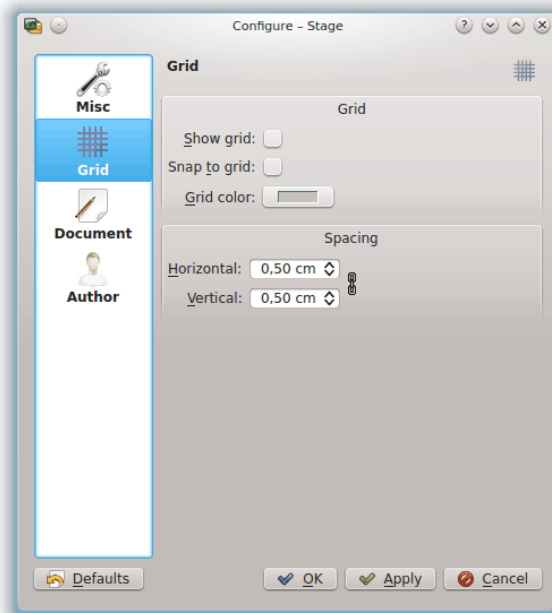 Configure – Stage
Misc
Grid
Document
Author
Grid
Grid
Show grid:
Snap to grid:
Grid color:
Spacing
Horizontal: 0,50 cm
Vertical: 0,50 cm
Defaults
OK
Apply
Cancel